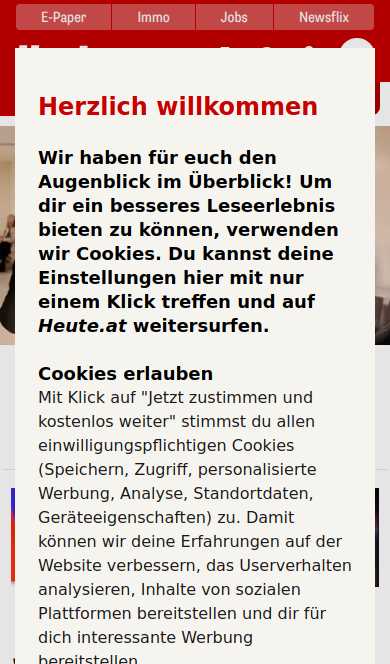 E-Paper Immo Jobs Newsflix
Herzlich willkommen
Wir haben für euch den
Augenblick im Überblick! Um
dir ein besseres Leseerlebnis
bieten zu können, verwenden
wir Cookies. Du kannst deine
Einstellungen hier mit nur
einem Klick treffen und auf
Heute.at weitersurfen.
Cookies erlauben
Mit Klick auf "Jetzt zustimmen und
kostenlos weiter" stimmst du allen
einwilligungspflichtigen Cookies
(Speichern, Zugriff, personalisierte
Werbung, Analyse, Standortdaten,
Geräteeigenschaften) zu. Damit
können wir deine Erfahrungen auf der
Website verbessern, das Userverhalten
analysieren, Inhalte von sozialen
Plattformen bereitstellen und dir für
dich interessante Werbung
bereitstellen